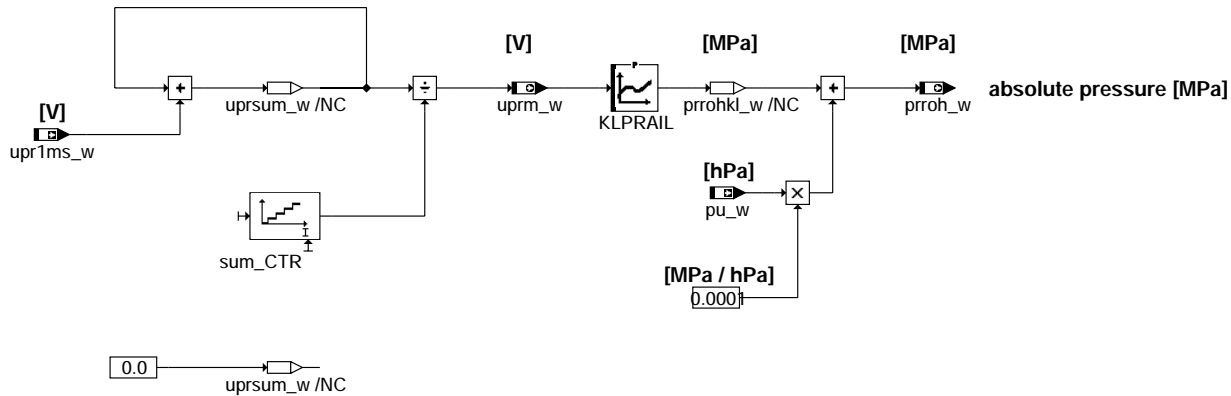 [V]
[MPa]
[MPa]
uprsum_w /NC
uprm_w
P
KLPRAIL
prrohkl_w /NC
prroh_w
absolute pressure [MPa]
[V]
upr1ms_w
[hPa]
pu_w
I
sum_CTR
[MPa / hPa]
0.0001
0.0
uprsum_w /NC